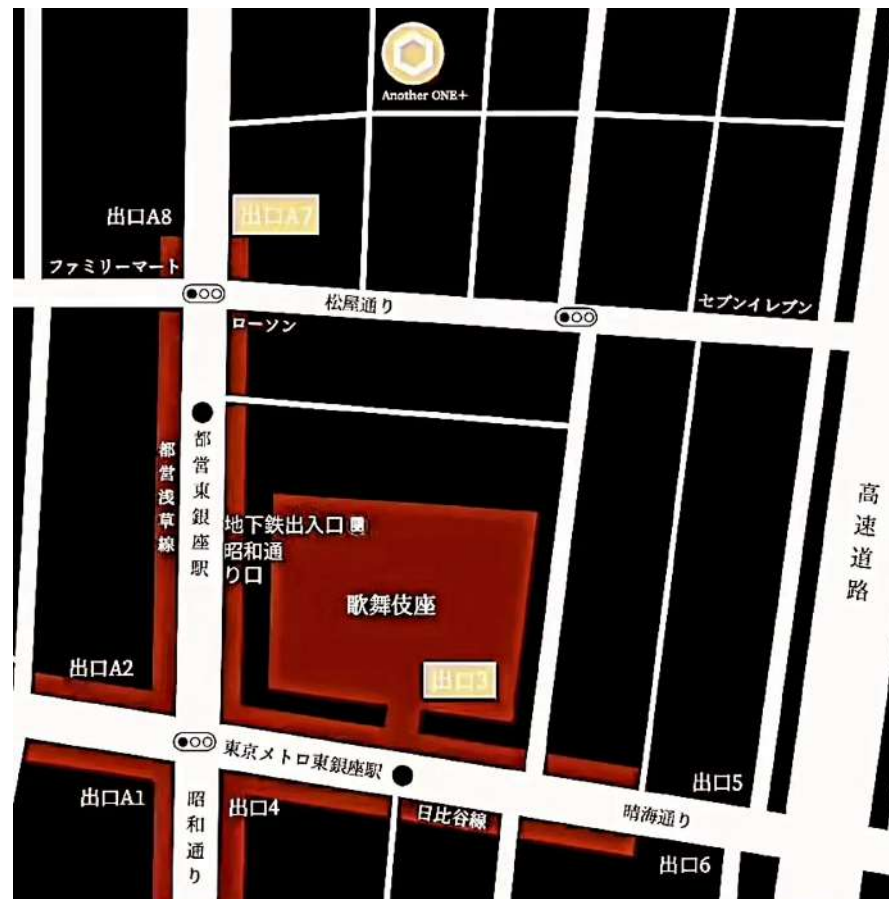 Another ONE+
出口A8
出口A7
ファミリーマート
松屋通り
セブンイレブン
ローソン
都営浅草線
都営東銀座駅
地下鉄出入口
昭和通
り口
高速道路
歌舞伎座
出口3
出口A2
東京メトロ東銀座駅
出口5
出口A1
昭和通り
出口4
日比谷線
晴海通り
出口6